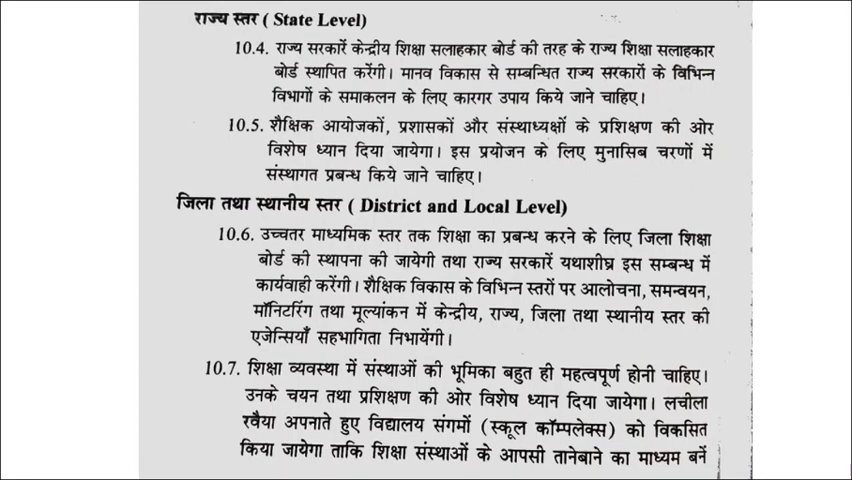 राज्य स्तर ( State Level)
10.4. राज्य सरकारें केन्द्रीय शिक्षा सलाहकार बोर्ड की तरह के राज्य शिक्षा सलाहकार
बोर्ड स्थापित करेंगी। मानव विकास से सम्बन्धित राज्य सरकारों के विभिन्न
विभागों के समाकलन के लिए कारगर उपाय किये जाने चाहिए।
10.5. शैक्षिक आयोजकों, प्रशासकों और संस्थाध्यक्षों के प्रशिक्षण की ओर
विशेष ध्यान दिया जायेगा। इस प्रयोजन के लिए मुनासिब चरणों में
संस्थागत प्रबन्ध किये जाने चाहिए।
जिला तथा स्थानीय स्तर ( District and Local Level)
10.6. उच्चतर माध्यमिक स्तर तक शिक्षा का प्रबन्ध करने के लिए जिला शिक्षा
बोर्ड की स्थापना की जायेगी तथा राज्य सरकारें यथाशीघ्र इस सम्बन्ध में
कार्यवाही करेंगी। शैक्षिक विकास के विभिन्न स्तरों पर आलोचना, समन्वयन,
मॉनिटरिंग तथा मूल्यांकन में केन्द्रीय, राज्य, जिला तथा स्थानीय स्तर की
एजेन्सियाँ सहभागिता निभायेंगी।
10.7. शिक्षा व्यवस्था में संस्थाओं की भूमिका बहुत ही महत्वपूर्ण होनी चाहिए।
उनके चयन तथा प्रशिक्षण की ओर विशेष ध्यान दिया जायेगा। लचीला
रवैया अपनाते हुए विद्यालय संगमों (स्कूल कॉम्पलेक्स) को विकसित
किया जायेगा ताकि शिक्षा संस्थाओं के आपसी तानेबाने का माध्यम बनें